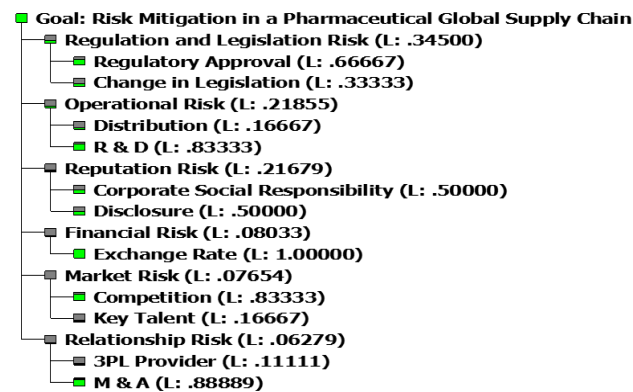 Goal: Risk Mitigation in a Pharmaceutical Global Supply Chain
Regulation and Legislation Risk (L: .34500)
Regulatory Approval (L: .66667)
Change in Legislation (L: .33333)
Operational Risk (L: .21855)
Distribution (L: .16667)
R & D (L: .83333)
Reputation Risk (L: .21679)
Corporate Social Responsibility (L: .50000)
Disclosure (L: .50000)
Financial Risk (L: .08033)
Exchange Rate (L: 1.00000)
Market Risk (L: .07654)
Competition (L: .83333)
Key Talent (L: .16667)
Relationship Risk (L: .06279)
3PL Provider (L: .11111)
M & A (L: .88889)